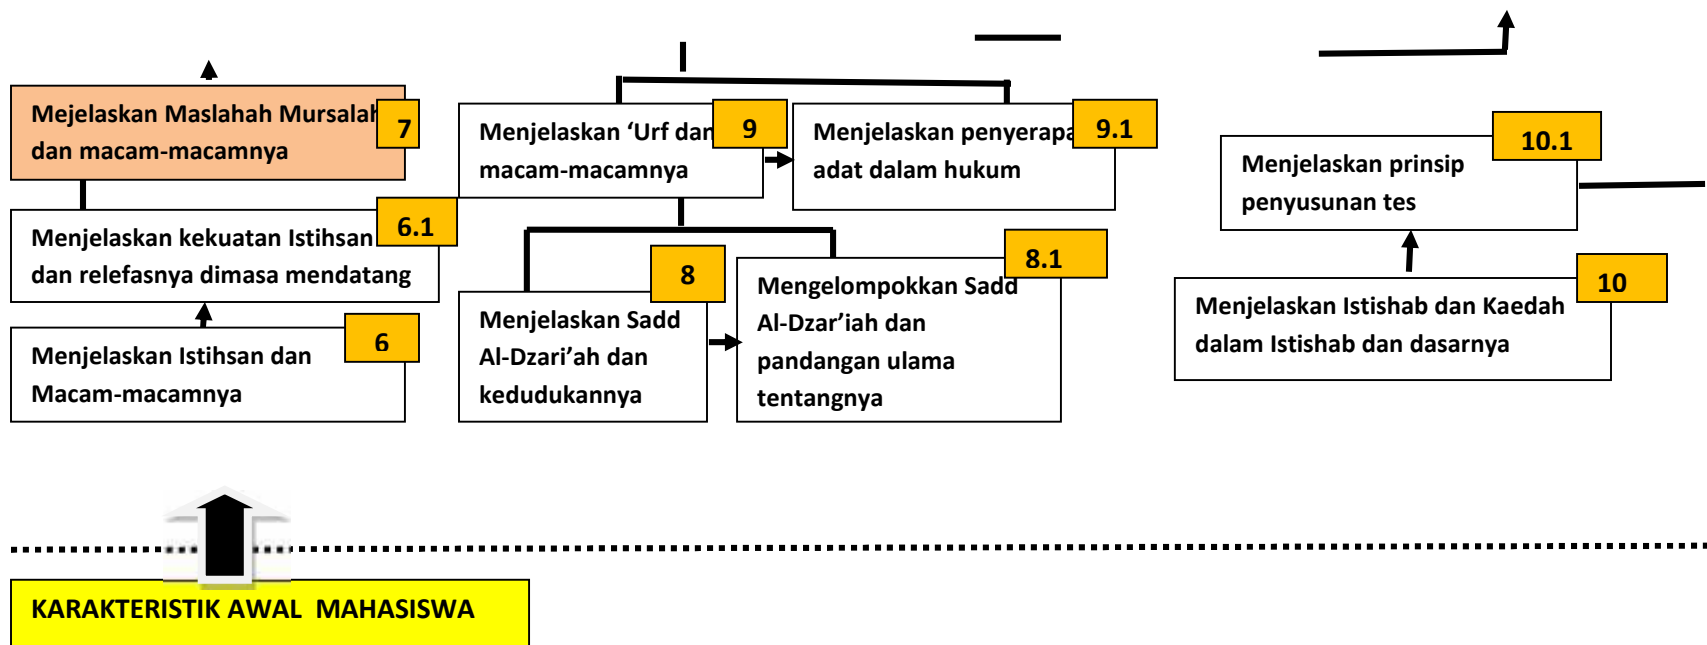 Mejelaskan Maslahah Mursalah
dan macam-macamnya
7
Menjelaskan kekuatan Istihsan
dan relefasnya dimasa mendatang
6.1
Menjelaskan Istihsan dan
Macam-macamnya
6
Menjelaskan ‘Urf dan
macam-macamnya
9
Menjelaskan penyerapa
adat dalam hukum
9.1
Menjelaskan Sadd
Al-Dzari’ah dan
kedudukannya
8
Mengelompokkan Sadd
Al-Dzar’iah dan
pandangan ulama
tentangnya
8.1
Menjelaskan prinsip
penyusunan tes
10.1
Menjelaskan Istishab dan Kaedah
dalam Istishab dan dasarnya
10
KARAKTERISTIK AWAL MAHASISWA